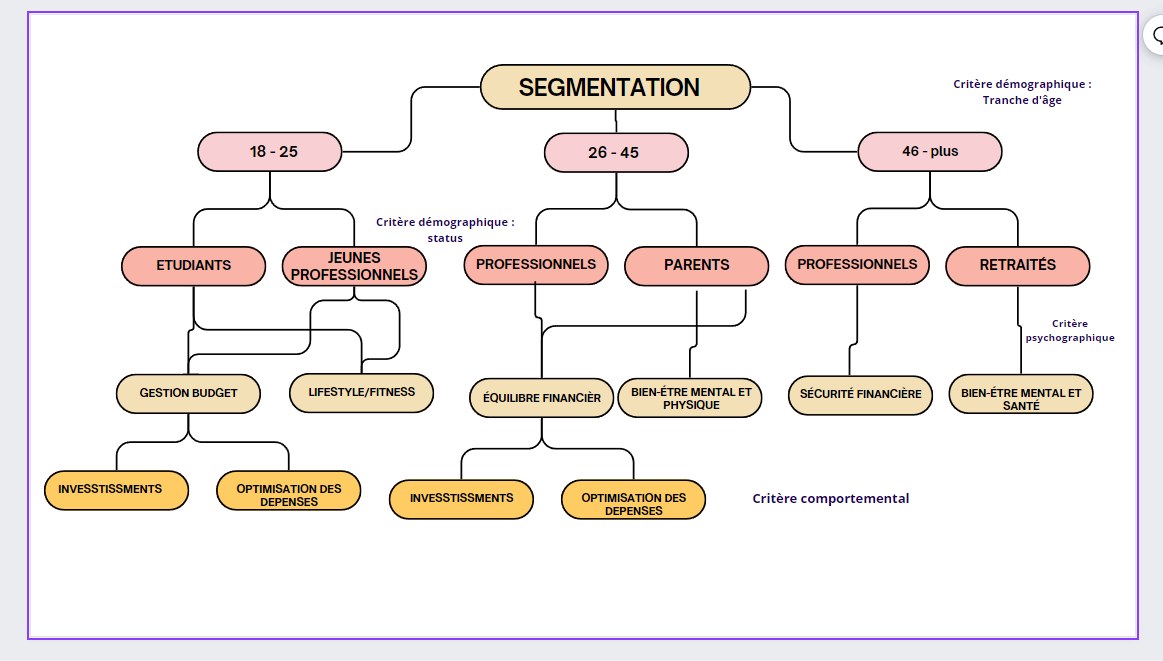 SEGMENTATION
Critère démographique :
Tranche d'âge
18 - 25
26 - 45
46 - plus
Critère démographique :
status
ETUDIANTS
JEUNES
PROFESSIONNELS
PROFESSIONNELS
PARENTS
PROFESSIONNELS
RETRAITÉS
Critère
psychographique
GESTION BUDGET
LIFESTYLE/FITNESS
ÉQUILIBRE FINANCIÈR
BIEN-ÉTRE MENTAL ET
PHYSIQUE
SÉCURITÉ FINANCIÈRE
BIEN-ÉTRE MENTAL ET
SANTÉ
INVESSTISSMENTS
OPTIMISATION DES
DEPENSES
INVESSTISSMENTS
OPTIMISATION DES
DEPENSES
Critère comportemental